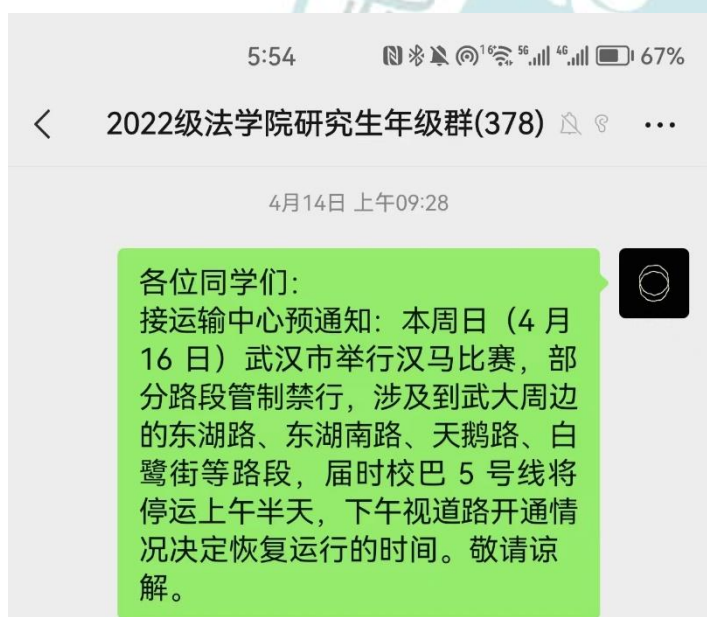 5:54
16 5G 4G 67%
2022级法学院研究生年级群(378)
4月14日 上午09:28
各位同学们：
接运输中心预通知：本周日（4 月
16 日）武汉市举行汉马比赛，部
分路段管制禁行，涉及到武大周边
的东湖路、东湖南路、天鹅路、白
鹭街等路段，届时校巴 5 号线将
停运上午半天，下午视道路开通情
况决定恢复运行的时间。敬请谅
解。